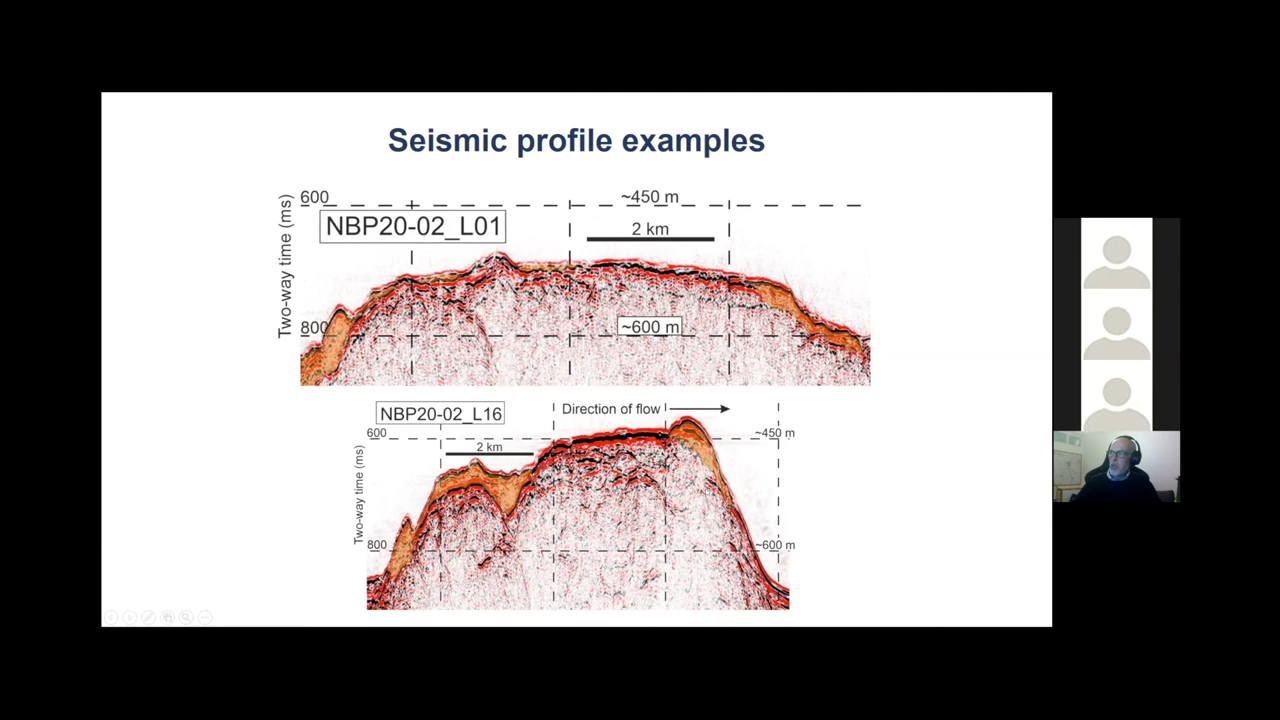 Seismic profile examples
600
~450 m
NBP20-02_L01
2 km
Two-way time (ms)
800
~600 m
NBP20-02_L16
Direction of flow
600
~450 m
2 km
Two-way time (ms)
800
~600 m